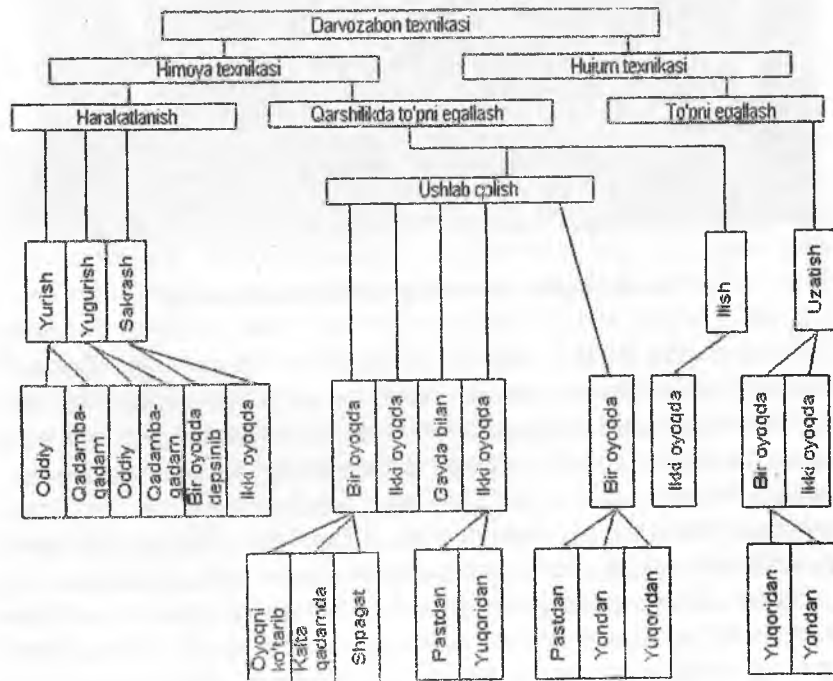 Darvozabon texnikasi
Himoya texnikasi
Hujum texnikasi
Harakatlanish
Qarshilikda to'pni egallash
To'pni egallash
Ushlab qolish
Yurish
Yugurish
Sakrash
Ilish
Uzatish
Oddiy
Qadamba-
qadam
Oddiy
Qadamba-
qadam
Bir oyoqda
depsinib
Ikki oyoqda
Bir oyoqda
Ikki oyoqda
Gavda bilan
Ikki oyoqda
Bir oyoqda
Ikki oyoqda
Bir oyoqda
Ikki oyoqda
Oyoqni
ko'tarib
Kalta
qadamda
Shpagat
Pastdan
Yuqoridan
Pastdan
Yondan
Yuqoridan
Yuqoridan
Yondan